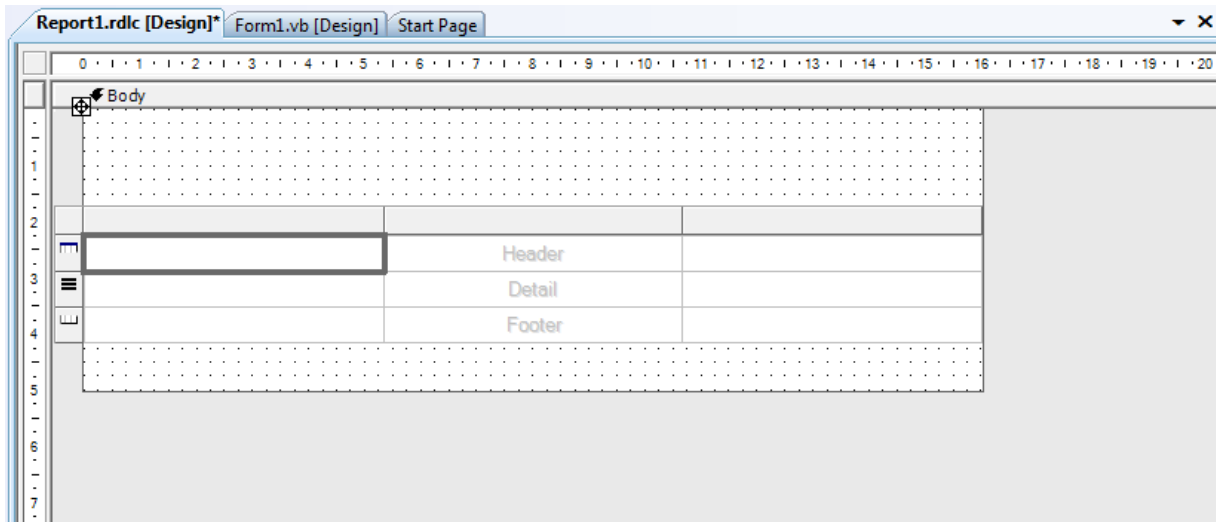 Report1.rdlc [Design]* Form1.vb [Design] Start Page
0 1 2 3 4 5 6 7 8 9 10 11 12 13 14 15 16 17 18 19 20
Body
1
2
Header
3
Detail
4
Footer
5
6
7